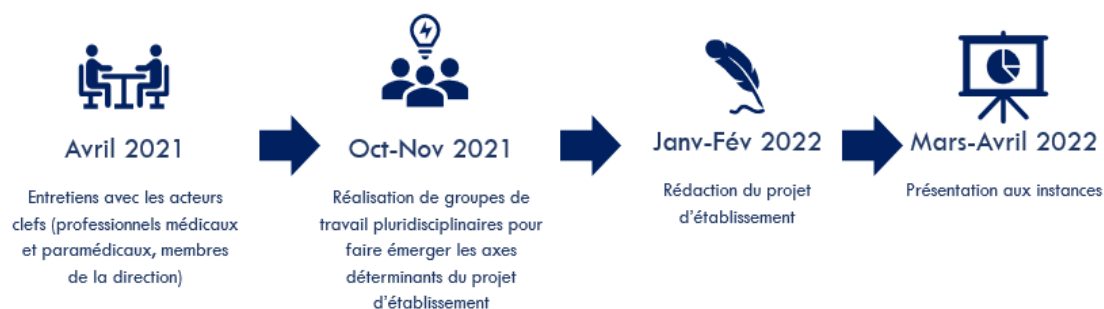 Avril 2021
Entretiens avec les acteurs
clefs (professionnels médicaux
et paramédicaux, membres
de la direction)
Oct-Nov 2021
Réalisation de groupes de
travail pluridisciplinaires pour
faire émerger les axes
déterminants du projet
d'établissement
Janv-Fév 2022
Rédaction du projet
d'établissement
Mars-Avril 2022
Présentation aux instances